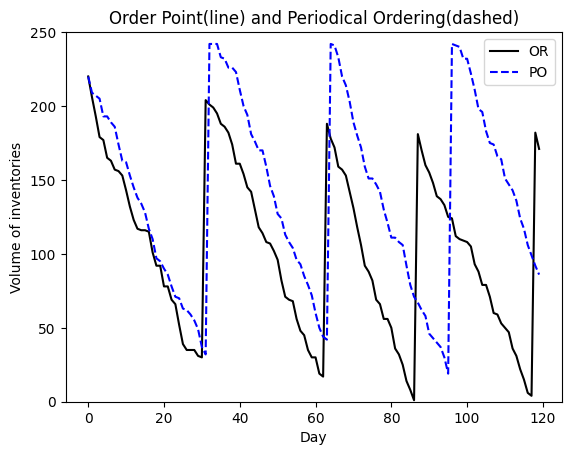 Order Point(line) and Periodical Ordering(dashed)
250
200
150
100
50
0
Volume of inventories
OR
PO
0 20 40 60 80 100 120
Day